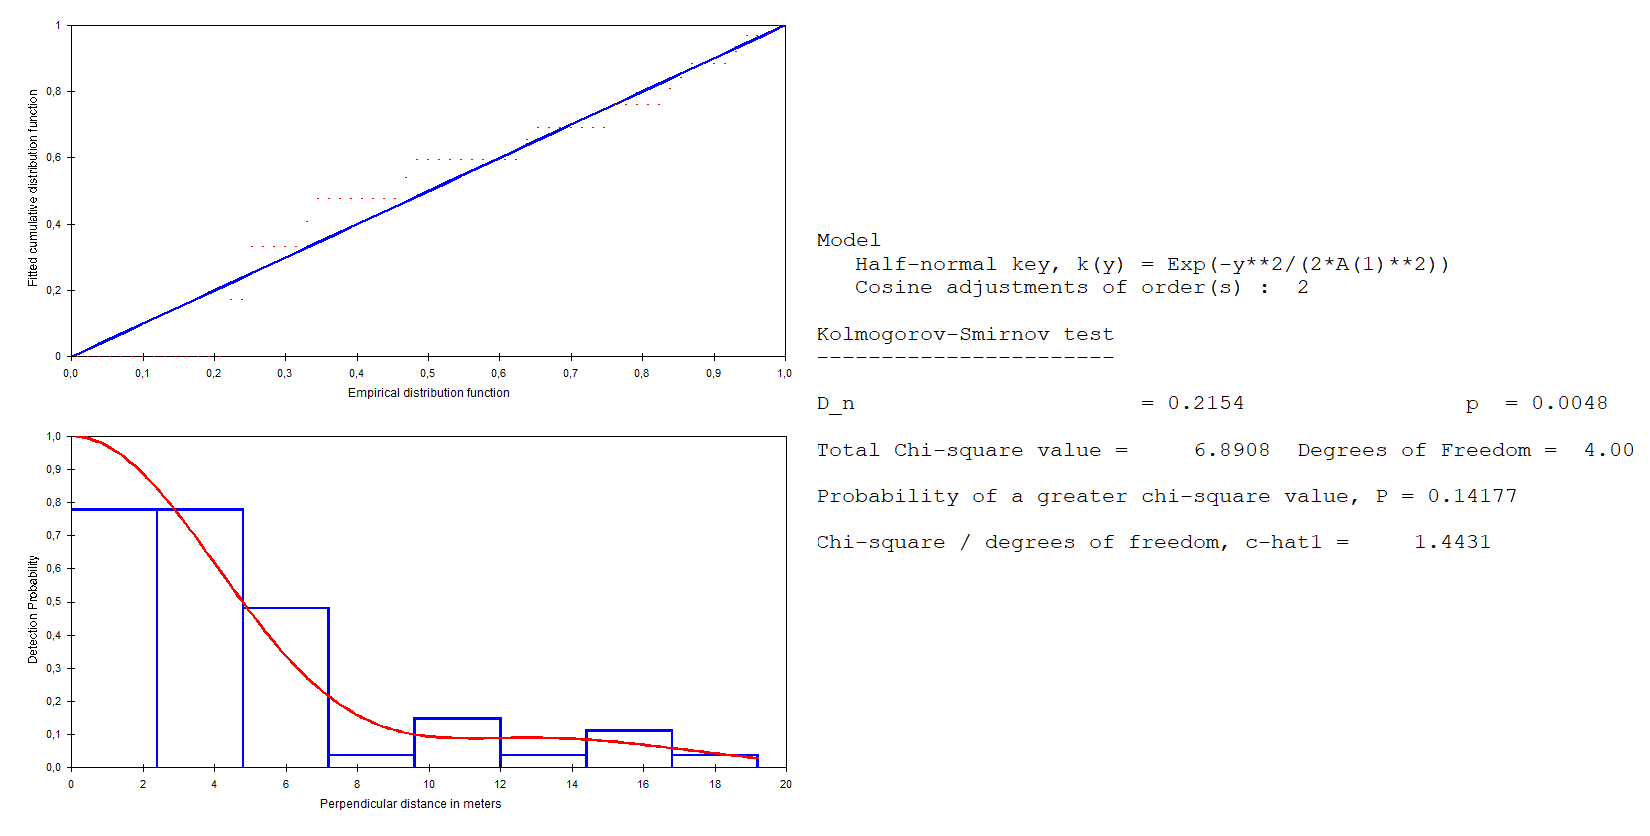 1
0,8
0,6
0,4
0,2
0
0,0 0,1 0,2 0,3 0,4 0,5 0,6 0,7 0,8 0,9 1,0
Fitted cumulative distribution function
Empirical distribution function
1,0
0,9
0,8
0,7
0,6
0,5
0,4
0,3
0,2
0,1
0,0
0 2 4 6 8 10 12 14 16 18 20
Detection Probability
Perpendicular distance in meters
Model
Half-normal key, k(y) = Exp(-y**2/(2*A(1)**2))
Cosine adjustments of order(s) : 2
Kolmogorov-Smirnov test
-----------------------
D_n = 0.2154 p = 0.0048
Total Chi-square value = 6.8908 Degrees of Freedom = 4.00
Probability of a greater chi-square value, P = 0.14177
Chi-square / degrees of freedom, c-hat1 = 1.4431